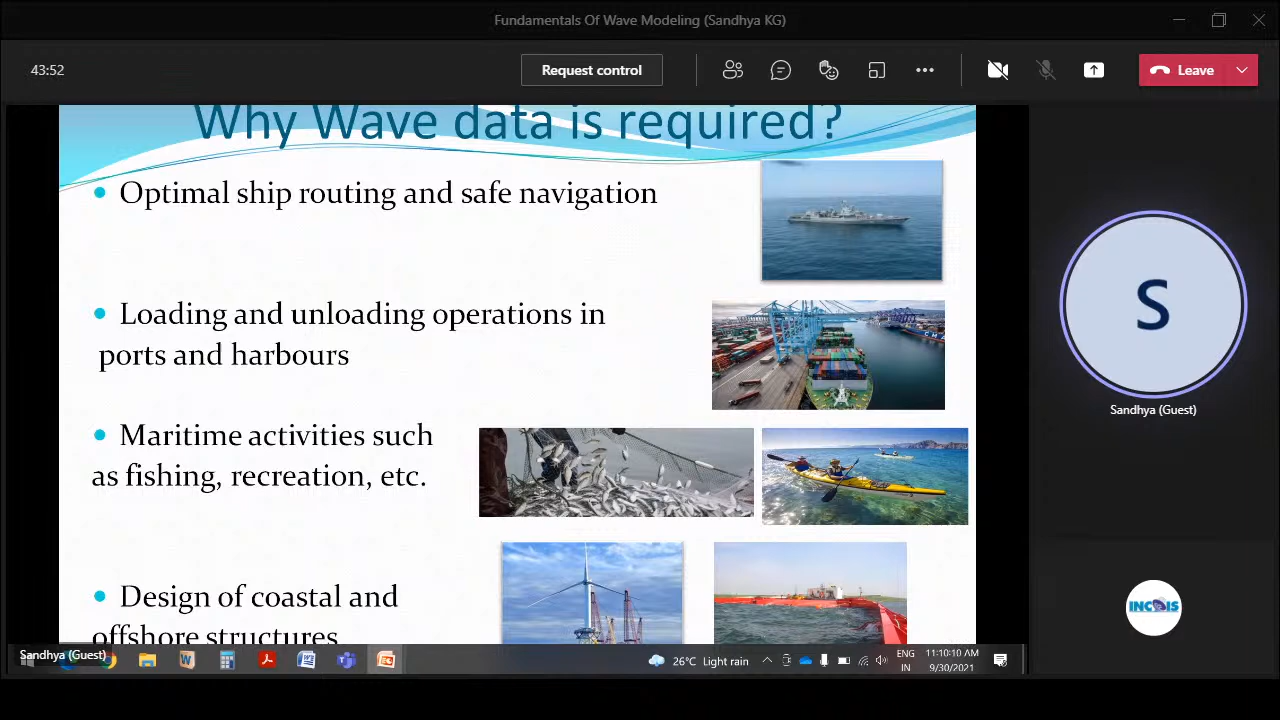 Fundamentals Of Wave Modeling (Sandhya KG)
43:52
Request control
Leave
Why Wave data is required?
Optimal ship routing and safe navigation
Loading and unloading operations in
ports and harbours
Maritime activities such
as fishing, recreation, etc.
Design of coastal and
offshore structures
S
Sandhya (Guest)
INCOIS
Sandhya (Guest)
26°C Light rain
ENG
IN
11:10:10 AM
9/30/2021